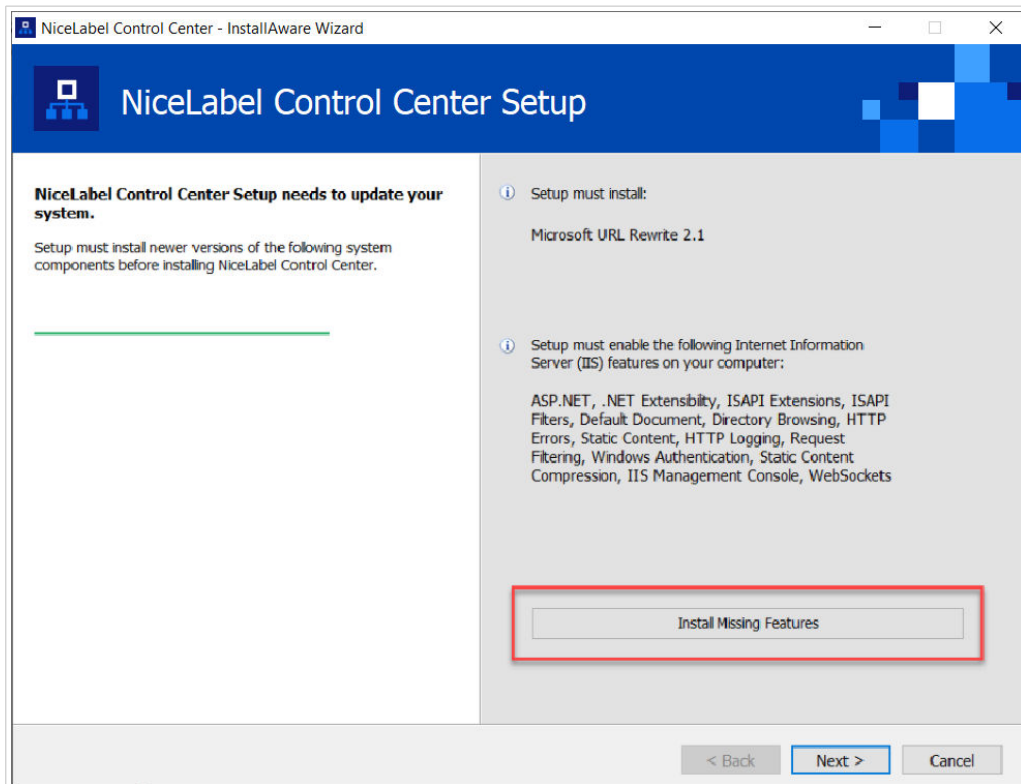 NiceLabel Control Center - InstallAware Wizard
NiceLabel Control Center Setup
NiceLabel Control Center Setup needs to update your
system.
Setup must install newer versions of the following system
components before installing NiceLabel Control Center.
Setup must install:
Microsoft URL Rewrite 2.1
Setup must enable the following Internet Information
Server (IIS) features on your computer:
ASP.NET, .NET Extensibilty, ISAPI Extensions, ISAPI
Filters, Default Document, Directory Browsing, HTTP
Errors, Static Content, HTTP Logging, Request
Filtering, Windows Authentication, Static Content
Compression, IIS Management Console, WebSockets
Install Missing Features
< Back
Next >
Cancel